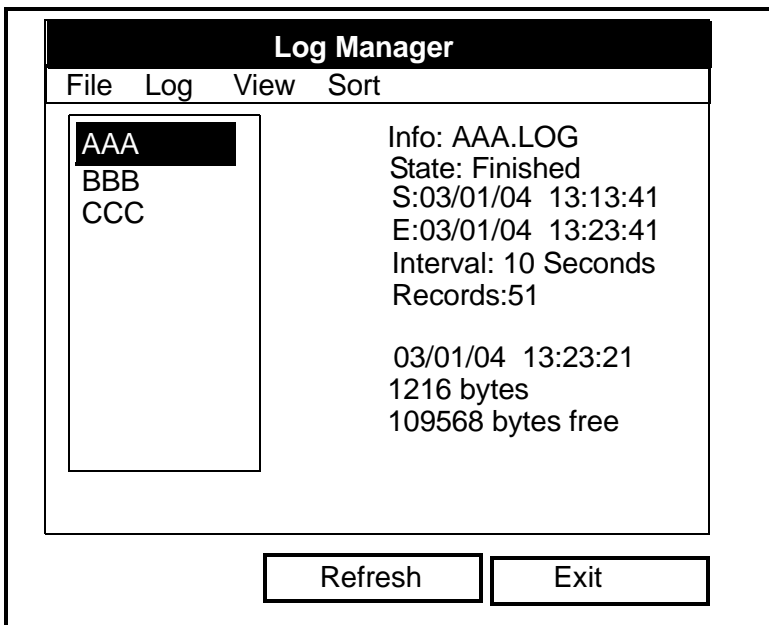 Log Manager
File Log View Sort
AAA
BBB
CCC
Info: AAA.LOG
State: Finished
S:03/01/04 13:13:41
E:03/01/04 13:23:41
Interval: 10 Seconds
Records:51
03/01/04 13:23:21
1216 bytes
109568 bytes free
Refresh Exit